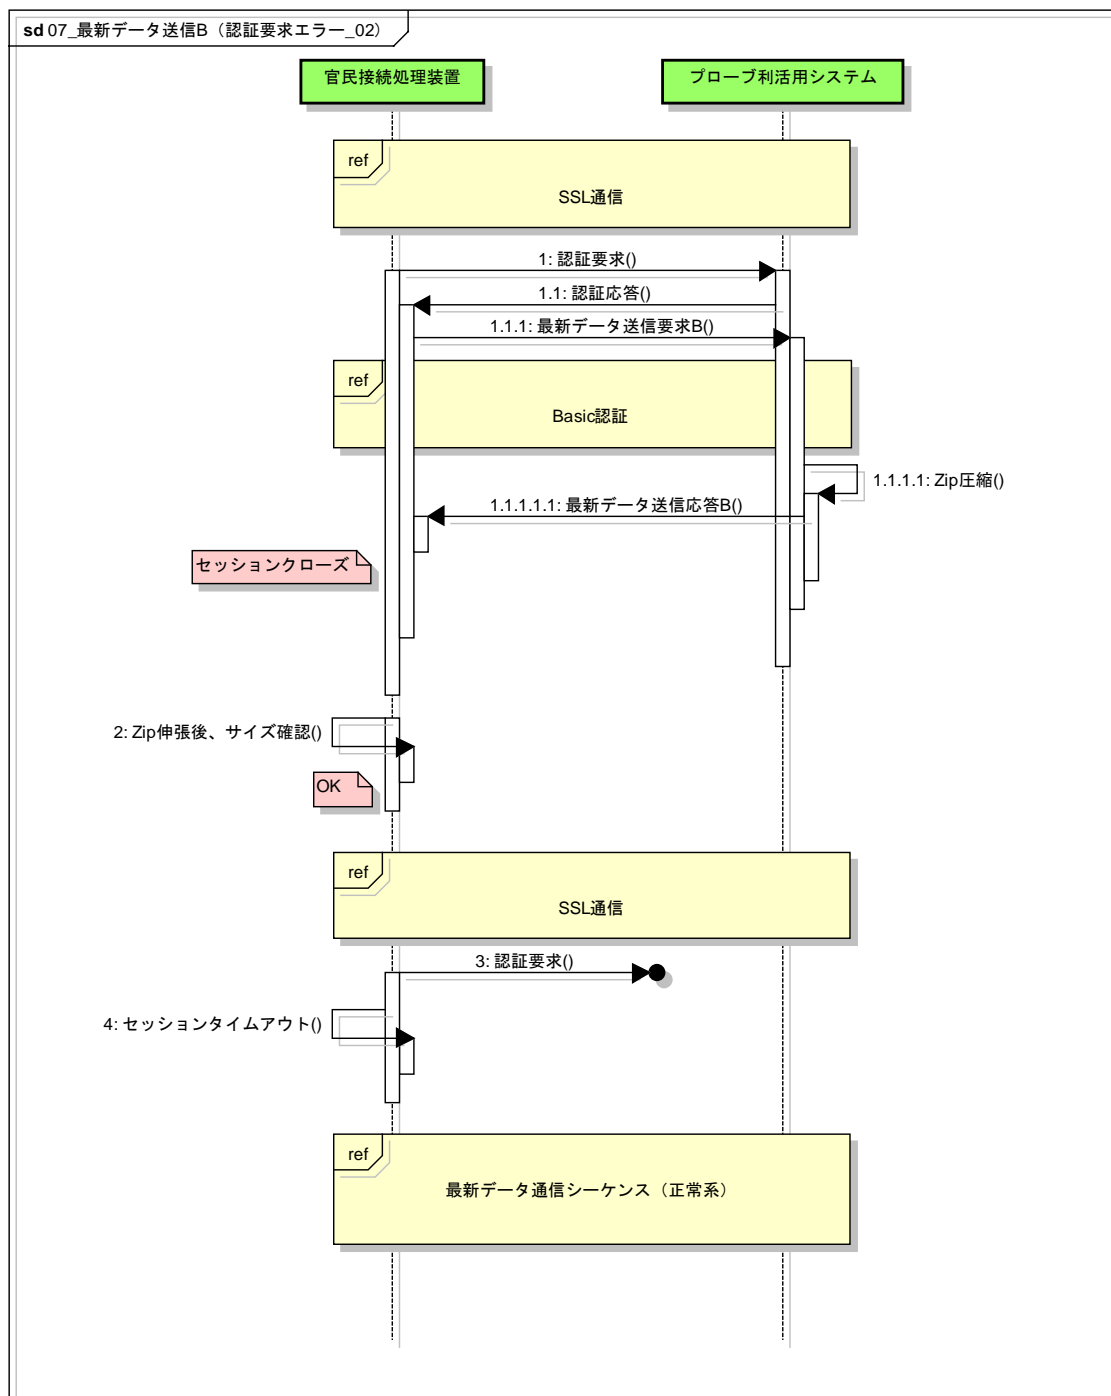 sd 07_最新データ送信B（認証要求エラー_02）
官民接続処理装置
プローブ利活用システム
ref
SSL通信
1: 認証要求()
1.1: 認証応答()
1.1.1: 最新データ送信要求B()
ref
Basic認証
1.1.1.1: Zip圧縮()
1.1.1.1.1: 最新データ送信応答B()
セッションクローズ
2: Zip伸張後、サイズ確認()
OK
ref
SSL通信
3: 認証要求()
4: セッションタイムアウト()
ref
最新データ通信シーケンス（正常系）